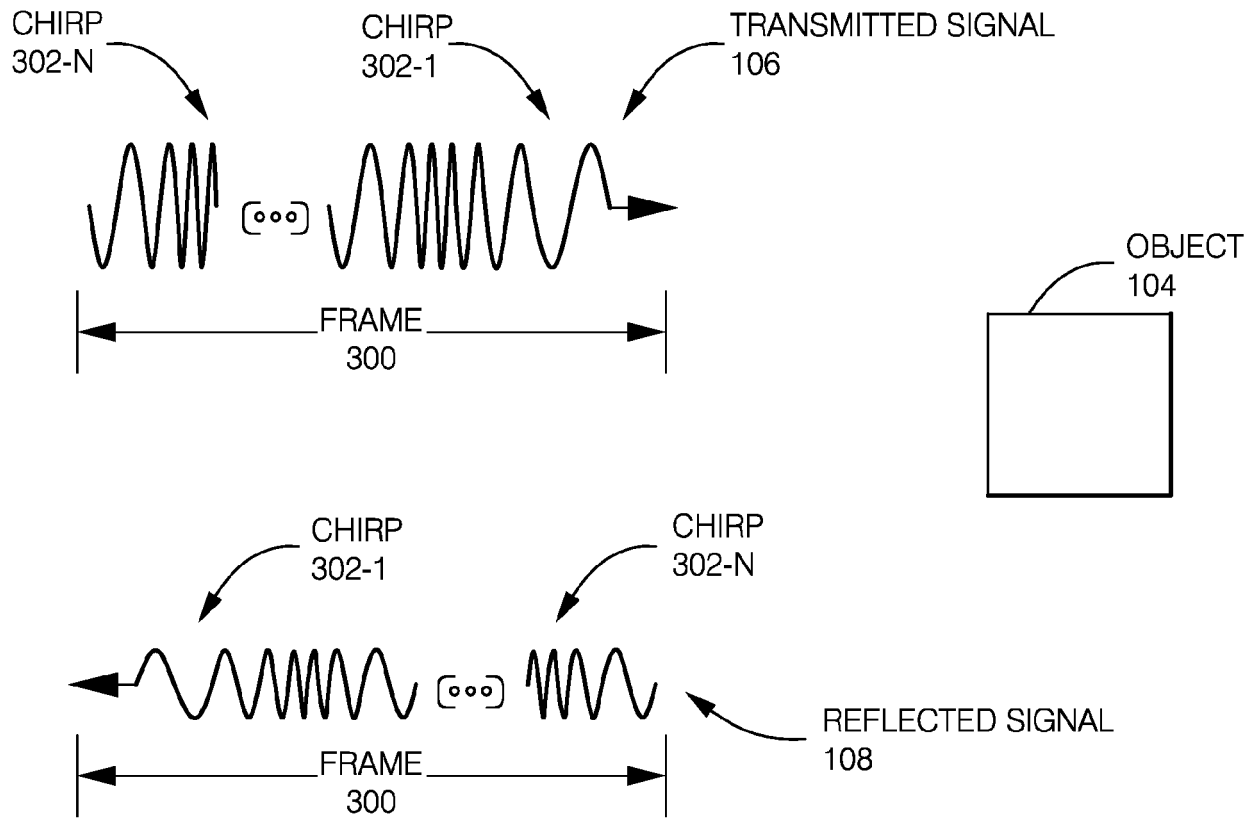 CHIRP
302-N
CHIRP
302-1
TRANSMITTED SIGNAL
106
FRAME
300
OBJECT
104
CHIRP
302-1
CHIRP
302-N
REFLECTED SIGNAL
108
FRAME
300